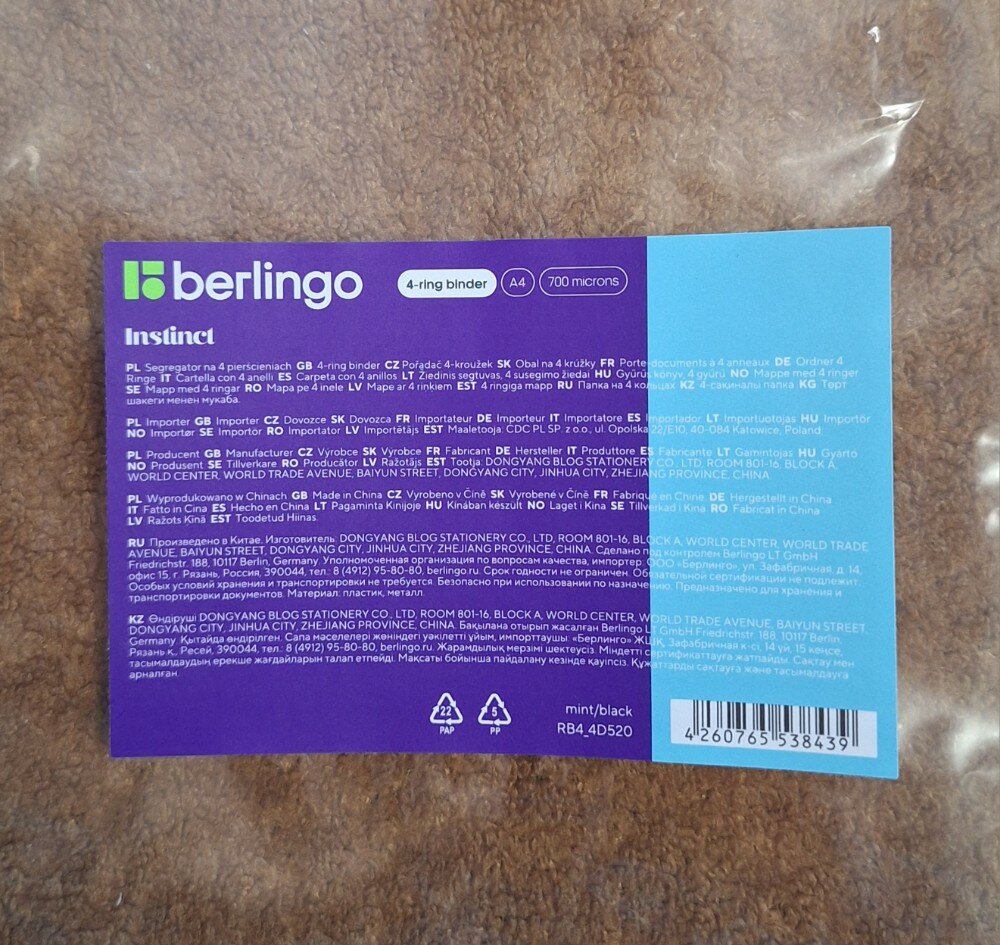 berlingo
4-ring binder A4 700 microns
Instinct
PL Segregator na 4 pierścieniach GB 4-ring binder CZ Pořadač 4-kroužek SK Obal na 4 krúžky FR Porte-documents à 4 anneaux DE Ordner 4
Ringe IT Cartella con 4 anelli ES Carpeta con 4 anillos LT Žiedinis segtuvas, 4 susegimo žiedai HU Gyűrűs könyv, 4 gyűrű NO Mappe med 4 ringer
SE Mapp med 4 ringar RO Mapa pe 4 inele LV Mape ar 4 riņķiem EST 4 rõngiga mapp RU Папка на 4 кольцах KZ 4-сақиналы папка KG Төрт
шакеги менен мукаба.
PL Importer GB Importer CZ Dovozce SK Dovozca FR Importateur DE Importeur IT Importatore ES Importador LT Importuotojas HU Importőr
NO Importør SE Importör RO Importator LV Importētājs EST Maaletooja: CDC PL SP. z o.o., ul. Opolska 22/E10, 40-084 Katowice, Poland.
PL Producent GB Manufacturer CZ Výrobce SK Výrobce FR Fabricant DE Hersteller IT Produttore ES Fabricante LT Gamintojas HU Gyártó
NO Produsent SE Tillverkare RO Producător LV Ražotājs EST Tootja: DONGYANG BLOG STATIONERY CO., LTD, ROOM 801-16, BLOCK A,
WORLD CENTER, WORLD TRADE AVENUE, BAIYUN STREET, DONGYANG CITY, JINHUA CITY, ZHEJIANG PROVINCE, CHINA
PL Wyprodukowano w Chinach GB Made in China CZ Vyrobeno v Číně SK Vyrobené v Číně FR Fabriqué en Chine DE Hergestellt in China
IT Fatto in Cina ES Hecho en China LT Pagaminta Kinijoje HU Kínában készült NO Laget i Kina SE Tillverkad i Kina RO Fabricat in China
LV Ražots Ķīnā EST Toodetud Hiinas.
RU Произведено в Китае. Изготовитель: DONGYANG BLOG STATIONERY CO., LTD, ROOM 801-16, BLOCK A, WORLD CENTER, WORLD TRADE
AVENUE, BAIYUN STREET, DONGYANG CITY, JINHUA CITY, ZHEJIANG PROVINCE, CHINA. Сделано под контролем Berlingo LT GmbH
Friedrichstr. 188, 10117 Berlin, Germany. Уполномоченная организация по вопросам качества, импортер: ООО «Берлинго», ул. Зафабричная, д. 14,
офис 15, г. Рязань, Россия, 390044, тел.: 8 (4912) 95-80-80, berlingo.ru. Срок годности не ограничен. Обязательной сертификации не подлежит.
Особых условий хранения и транспортировки не требуется. Безопасно при использовании по назначению. Предназначено для хранения и
транспортировки документов. Материал: пластик, металл.
KZ Өндіруші: DONGYANG BLOG STATIONERY CO., LTD, ROOM 801-16, BLOCK A, WORLD CENTER, WORLD TRADE AVENUE, BAIYUN STREET,
DONGYANG CITY, JINHUA CITY, ZHEJIANG PROVINCE, CHINA. Бақылана отырып жасалған Berlingo LT GmbH Friedrichstr. 188, 10117 Berlin,
Germany. Қытайда өндірілген. Сапа мәселелері жөніндегі уәкілетті ұйым, импорттаушы: «Берлинго» ЖШҚ, Зафабричная к-сі, 14 үй, 15 кеңсе,
Рязань қ., Ресей, 390044, тел.: 8 (4912) 95-80-80, berlingo.ru. Жарамдылық мерзімі шектеусіз. Міндетті сертификаттауға жатпайды. Сақтау мен
тасымалдаудың ерекше жағдайларын талап етпейді. Мақсаты бойынша пайдалану кезінде қауіпсіз. Құжаттарды сақтауға және тасымалдауға
арналған.
22 PAP 5 PP
mint/black
RB4_4D520
4 260765 538439